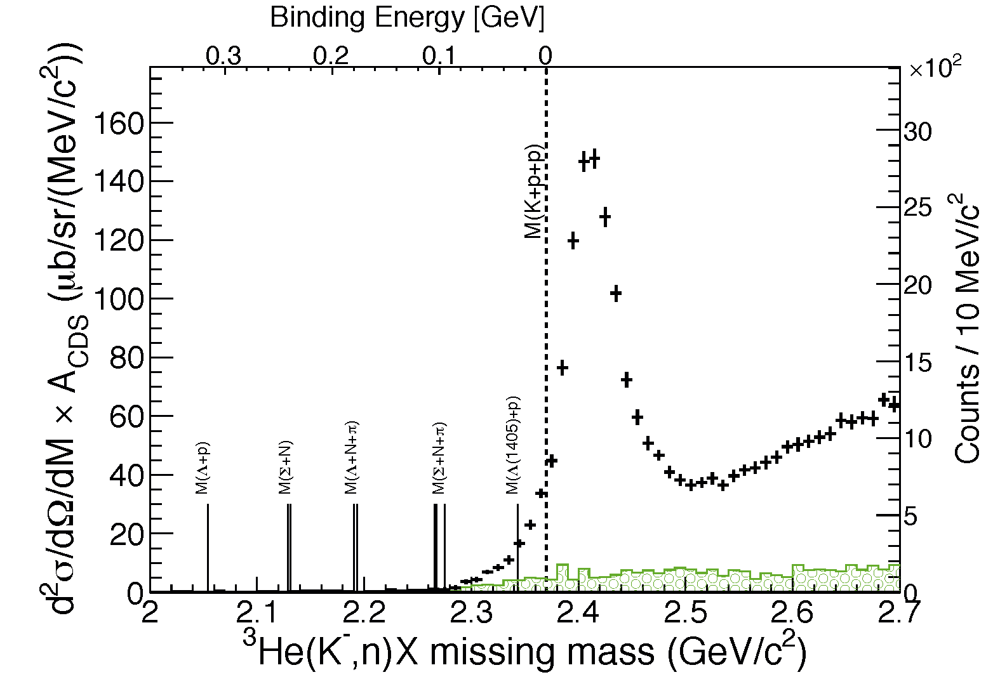 Binding Energy [GeV]
0.3 0.2 0.1 0
×10²
d²σ/dΩ/dM × A_CDS (μb/sr/(MeV/c²))
160
140
120
100
80
60
40
20
0
M(Λ+p)
M(Σ+N)
M(Λ+N+π)
M(Σ+N+π)
M(Λ(1405)+p)
M(K+p+p)
30
25
20
15
10
5
0
Counts / 10 MeV/c²
2 2.1 2.2 2.3 2.4 2.5 2.6 2.7
³He(K⁻,n)X missing mass (GeV/c²)